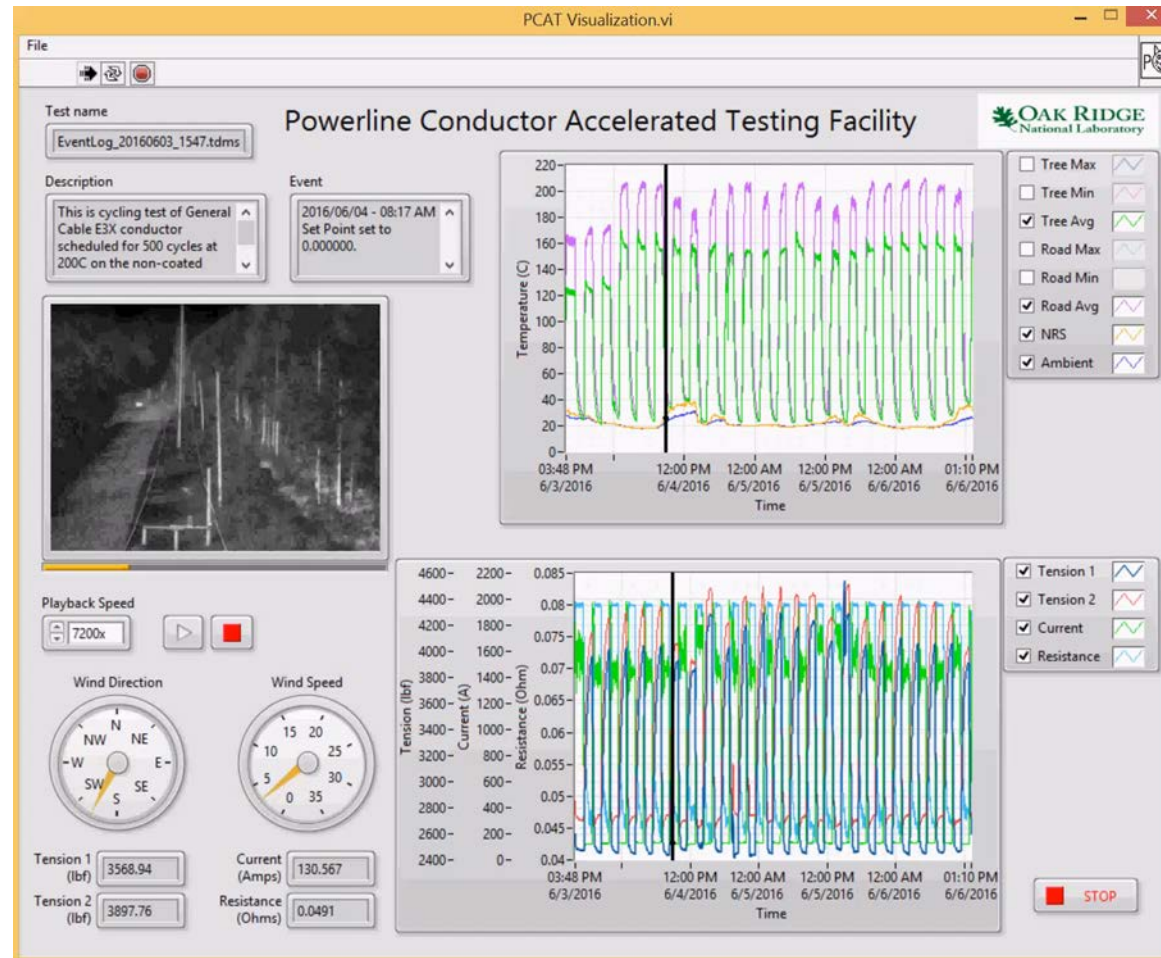 PCAT Visualization.vi
File
Test name
EventLog_20160603_1547.tdms
Powerline Conductor Accelerated Testing Facility
OAK RIDGE
National Laboratory
Description
This is cycling test of General
Cable E3X conductor
scheduled for 500 cycles at
200C on the non-coated
Event
2016/06/04 - 08:17 AM
Set Point set to
0.000000.
Temperature (C)
220
200
180
160
140
120
100
80
60
40
20
0
03:48 PM 12:00 PM 12:00 AM 12:00 PM 12:00 AM 01:10 PM
6/3/2016 6/4/2016 6/5/2016 6/5/2016 6/6/2016 6/6/2016
Time
Tree Max
Tree Min
Tree Avg
Road Max
Road Min
Road Avg
NRS
Ambient
Playback Speed
7200x
Wind Direction
N
NW NE
W E
SW SE
S
Wind Speed
15 20
10 25
5 30
0 35
Tension 1
(lbf)
3568.94
Current
(Amps)
130.567
Tension 2
(lbf)
3897.76
Resistance
(Ohms)
0.0491
Tension (lbf)
4600
4400
4200
4000
3800
3600
3400
3200
3000
2800
2600
2400
Current (A)
2200
2000
1800
1600
1400
1200
1000
800
600
400
200
0
Resistance (Ohm)
0.085
0.08
0.075
0.07
0.065
0.06
0.055
0.05
0.045
0.04
03:48 PM 12:00 PM 12:00 AM 12:00 PM 12:00 AM 01:10 PM
6/3/2016 6/4/2016 6/5/2016 6/5/2016 6/6/2016 6/6/2016
Time
Tension 1
Tension 2
Current
Resistance
STOP